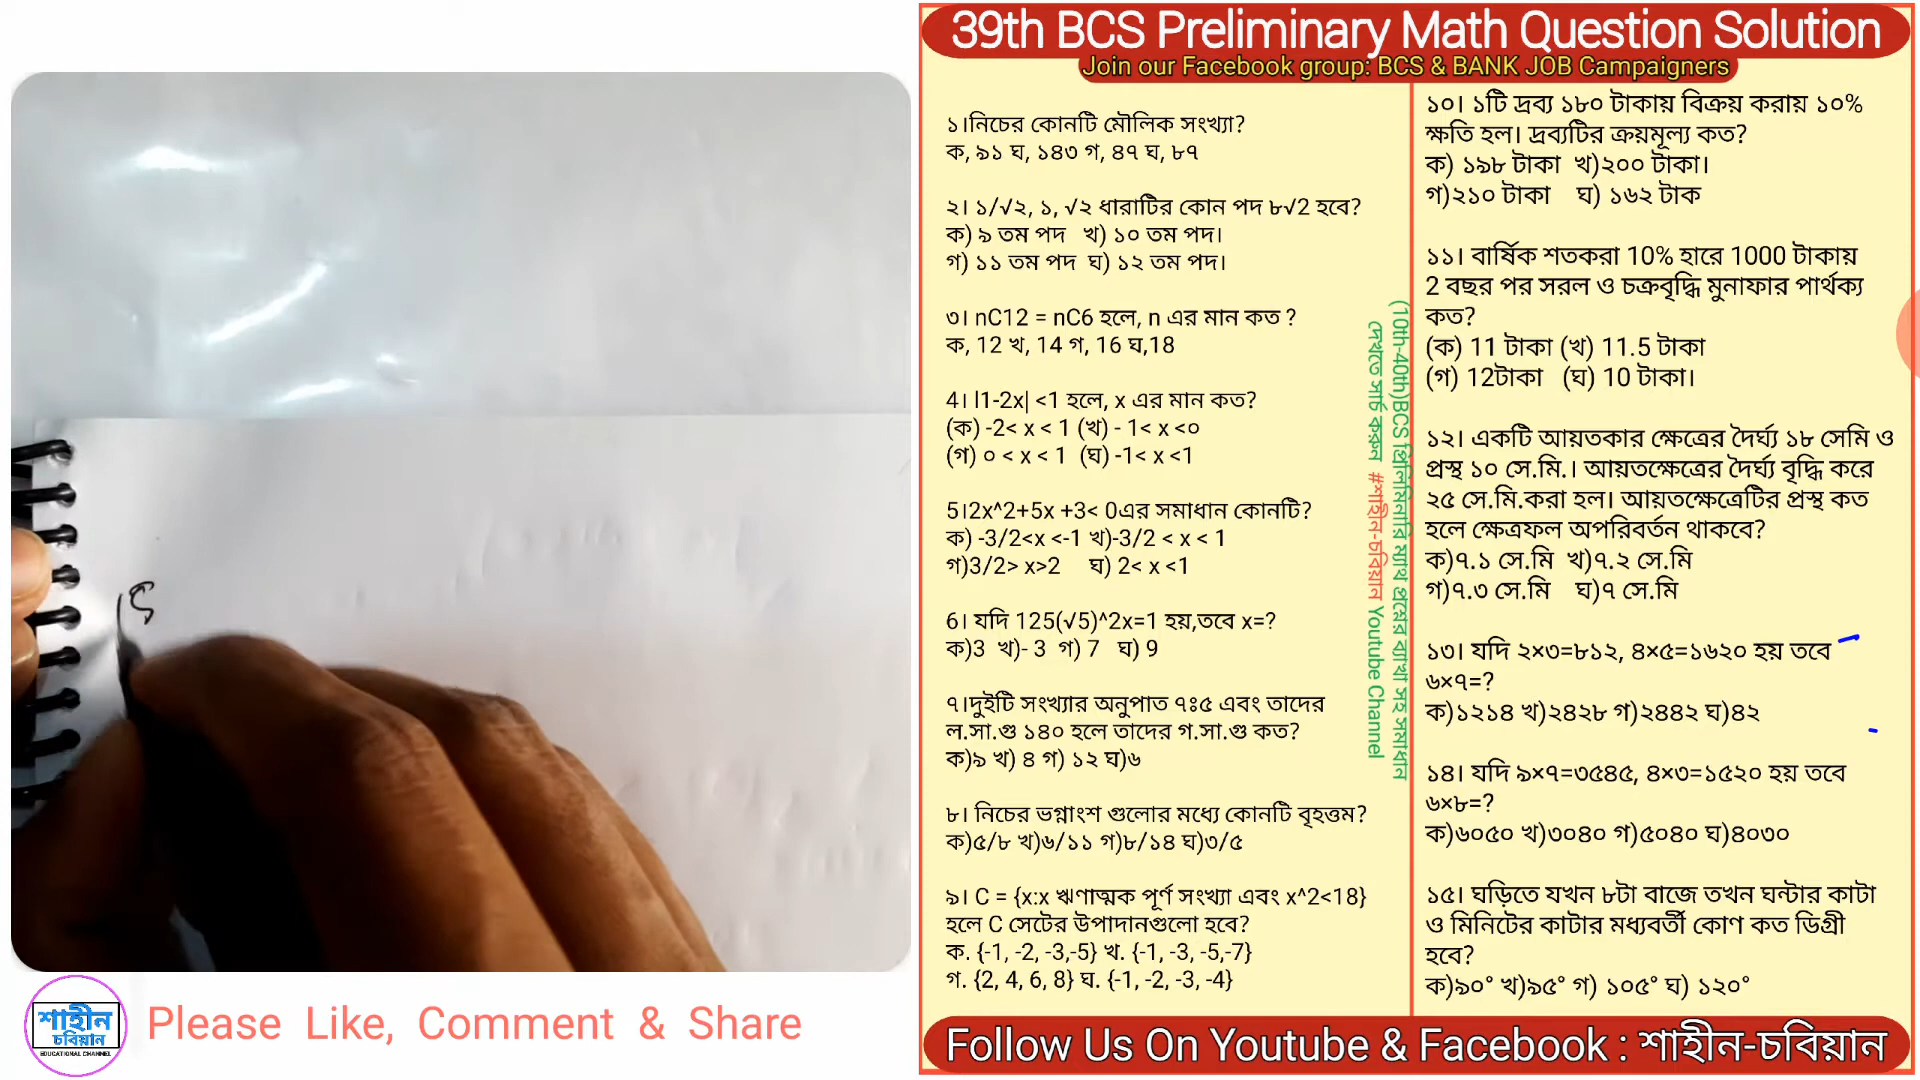 39th BCS Preliminary Math Question Solution
Join our Facebook group: BCS & BANK JOB Campaigners
১।নিচের কোনটি মৌলিক সংখ্যা?
ক, ৯১ ঘ, ১৪৩ গ, ৪৭ ঘ, ৮৭
২। ১/√২, ১, √২ ধারাটির কোন পদ ৮√2 হবে?
ক) ৯ তম পদ খ) ১০ তম পদ।
গ) ১১ তম পদ ঘ) ১২ তম পদ।
৩। nC12 = nC6 হলে, n এর মান কত ?
ক, 12 খ, 14 গ, 16 ঘ,18
4। l1-2x| <1 হলে, x এর মান কত?
(ক) -2< x < 1 (খ) - 1< x <০
(গ) ০ < x < 1 (ঘ) -1< x <1
5।2x^2+5x +3< 0এর সমাধান কোনটি?
ক) -3/2<x <-1 খ)-3/2 < x < 1
গ)3/2> x>2 ঘ) 2< x <1
6। যদি 125(√5)^2x=1 হয়,তবে x=?
ক)3 খ)- 3 গ) 7 ঘ) 9
৭।দুইটি সংখ্যার অনুপাত ৭ঃ৫ এবং তাদের
ল.সা.গু ১৪০ হলে তাদের গ.সা.গু কত?
ক)৯ খ) ৪ গ) ১২ ঘ)৬
৮। নিচের ভগ্নাংশ গুলোর মধ্যে কোনটি বৃহত্তম?
ক)৫/৮ খ)৬/১১ গ)৮/১৪ ঘ)৩/৫
৯। C = {x:x ঋণাত্মক পূর্ণ সংখ্যা এবং x^2<18}
হলে C সেটের উপাদানগুলো হবে?
ক. {-1, -2, -3,-5} খ. {-1, -3, -5,-7}
গ. {2, 4, 6, 8} ঘ. {-1, -2, -3, -4}
(10th-40th)BCS প্রিলিমিনারি ম্যাথ প্রশ্নের ব্যাখা সহ সমাধান
দেখতে সার্চ করুন #শাহীন-চবিয়ান Youtube Channel
১০। ১টি দ্রব্য ১৮০ টাকায় বিক্রয় করায় ১০%
ক্ষতি হল। দ্রব্যটির ক্রয়মূল্য কত?
ক) ১৯৮ টাকা খ)২০০ টাকা।
গ)২১০ টাকা ঘ) ১৬২ টাক
১১। বার্ষিক শতকরা 10% হারে 1000 টাকায়
2 বছর পর সরল ও চক্রবৃদ্ধি মুনাফার পার্থক্য
কত?
(ক) 11 টাকা (খ) 11.5 টাকা
(গ) 12টাকা (ঘ) 10 টাকা।
১২। একটি আয়তকার ক্ষেত্রের দৈর্ঘ্য ১৮ সেমি ও
প্রস্থ ১০ সে.মি.। আয়তক্ষেত্রের দৈর্ঘ্য বৃদ্ধি করে
২৫ সে.মি.করা হল। আয়তক্ষেত্রেটির প্রস্থ কত
হলে ক্ষেত্রফল অপরিবর্তন থাকবে?
ক)৭.১ সে.মি খ)৭.২ সে.মি
গ)৭.৩ সে.মি ঘ)৭ সে.মি
১৩। যদি ২×৩=৮১২, ৪×৫=১৬২০ হয় তবে
৬×৭=?
ক)১২১৪ খ)২৪২৮ গ)২৪৪২ ঘ)৪২
১৪। যদি ৯×৭=৩৫৪৫, ৪×৩=১৫২০ হয় তবে
৬×৮=?
ক)৬০৫০ খ)৩০৪০ গ)৫০৪০ ঘ)৪০৩০
১৫। ঘড়িতে যখন ৮টা বাজে তখন ঘন্টার কাটা
ও মিনিটের কাটার মধ্যবর্তী কোণ কত ডিগ্রী
হবে?
ক)৯০° খ)৯৫° গ) ১০৫° ঘ) ১২০°
শাহীন
চবিয়ান
EDUCATIONAL CHANNEL
Please Like, Comment & Share
Follow Us On Youtube & Facebook : শাহীন-চবিয়ান